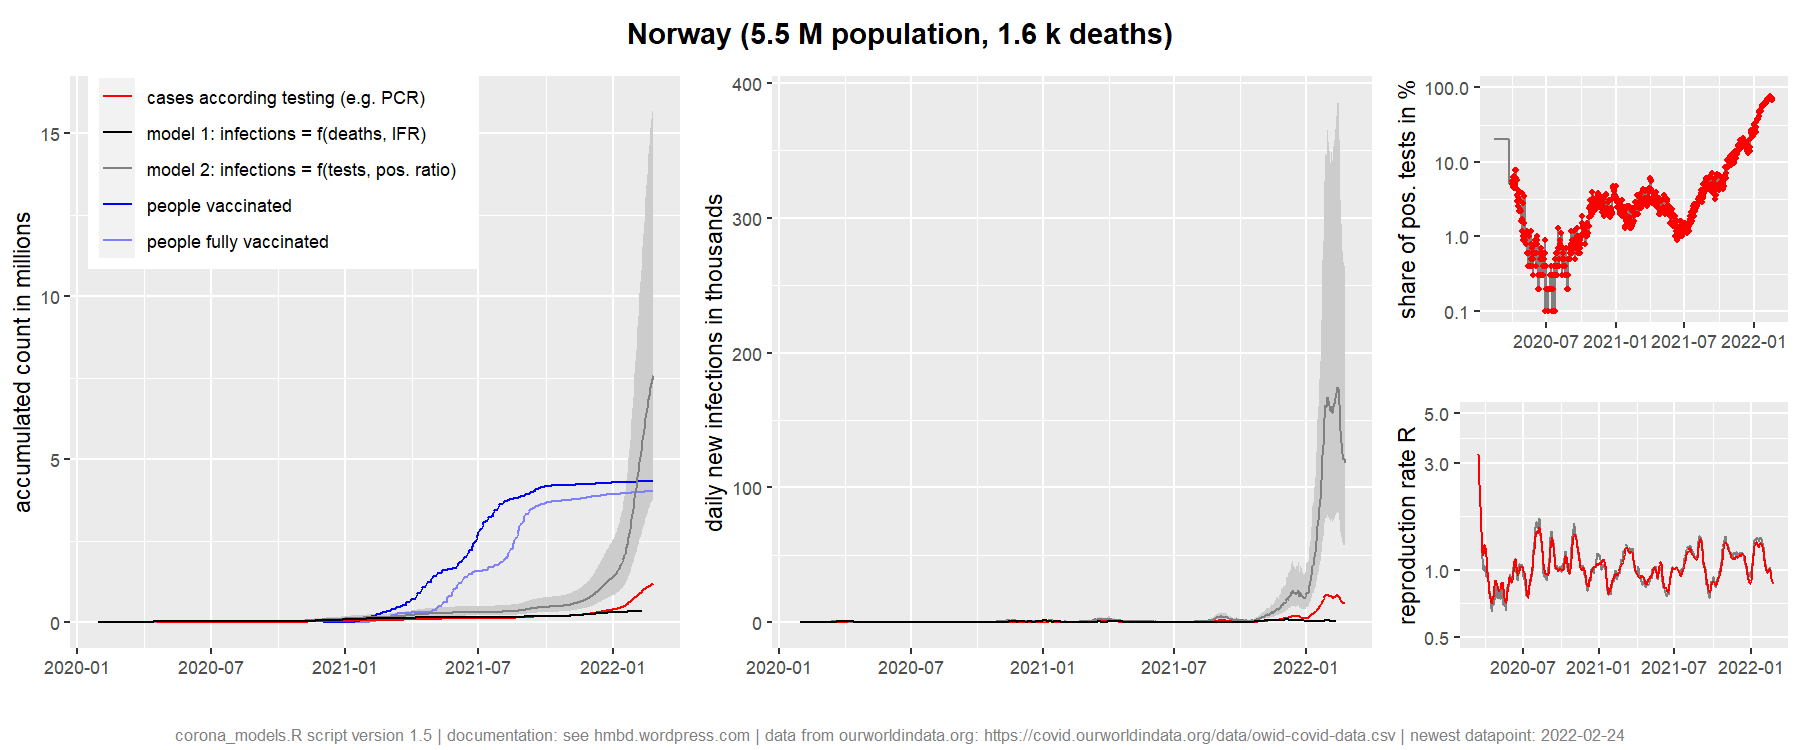 Norway (5.5 M population, 1.6 k deaths)
cases according testing (e.g. PCR)
model 1: infections = f(deaths, IFR)
model 2: infections = f(tests, pos. ratio)
people vaccinated
people fully vaccinated
accumulated count in millions
15
10
5
0
2020-01 2020-07 2021-01 2021-07 2022-01
daily new infections in thousands
400
300
200
100
0
2020-01 2020-07 2021-01 2021-07 2022-01
share of pos. tests in %
100.0
10.0
1.0
0.1
2020-07 2021-01 2021-07 2022-01
reproduction rate R
5.0
3.0
1.0
0.5
2020-07 2021-01 2021-07 2022-01
corona_models.R script version 1.5 | documentation: see hmbd.wordpress.com | data from ourworldindata.org: https://covid.ourworldindata.org/data/owid-covid-data.csv | newest datapoint: 2022-02-24